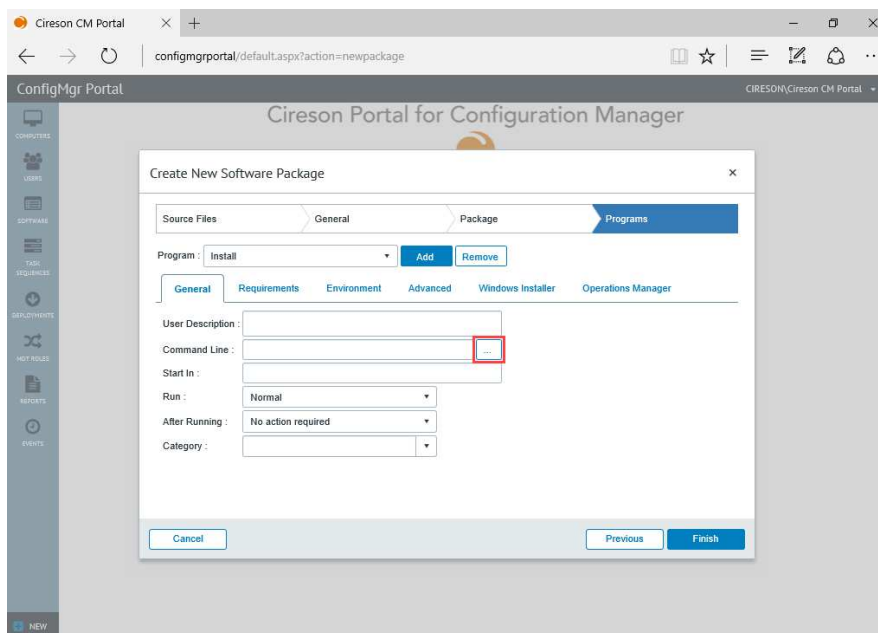 Cireson CM Portal
configmgrportal/default.aspx?action=newpackage
ConfigMgr Portal
CIRESON\Cireson CM Portal
Cireson Portal for Configuration Manager
COMPUTERS
USERS
SOFTWARE
TASK
SEQUENCES
DEPLOYMENTS
MGT ROLES
REPORTS
EVENTS
NEW
Create New Software Package
Source Files
General
Package
Programs
Program : Install
Add
Remove
General
Requirements
Environment
Advanced
Windows Installer
Operations Manager
User Description :
Command Line :
...
Start In :
Run : Normal
After Running : No action required
Category :
Cancel
Previous
Finish